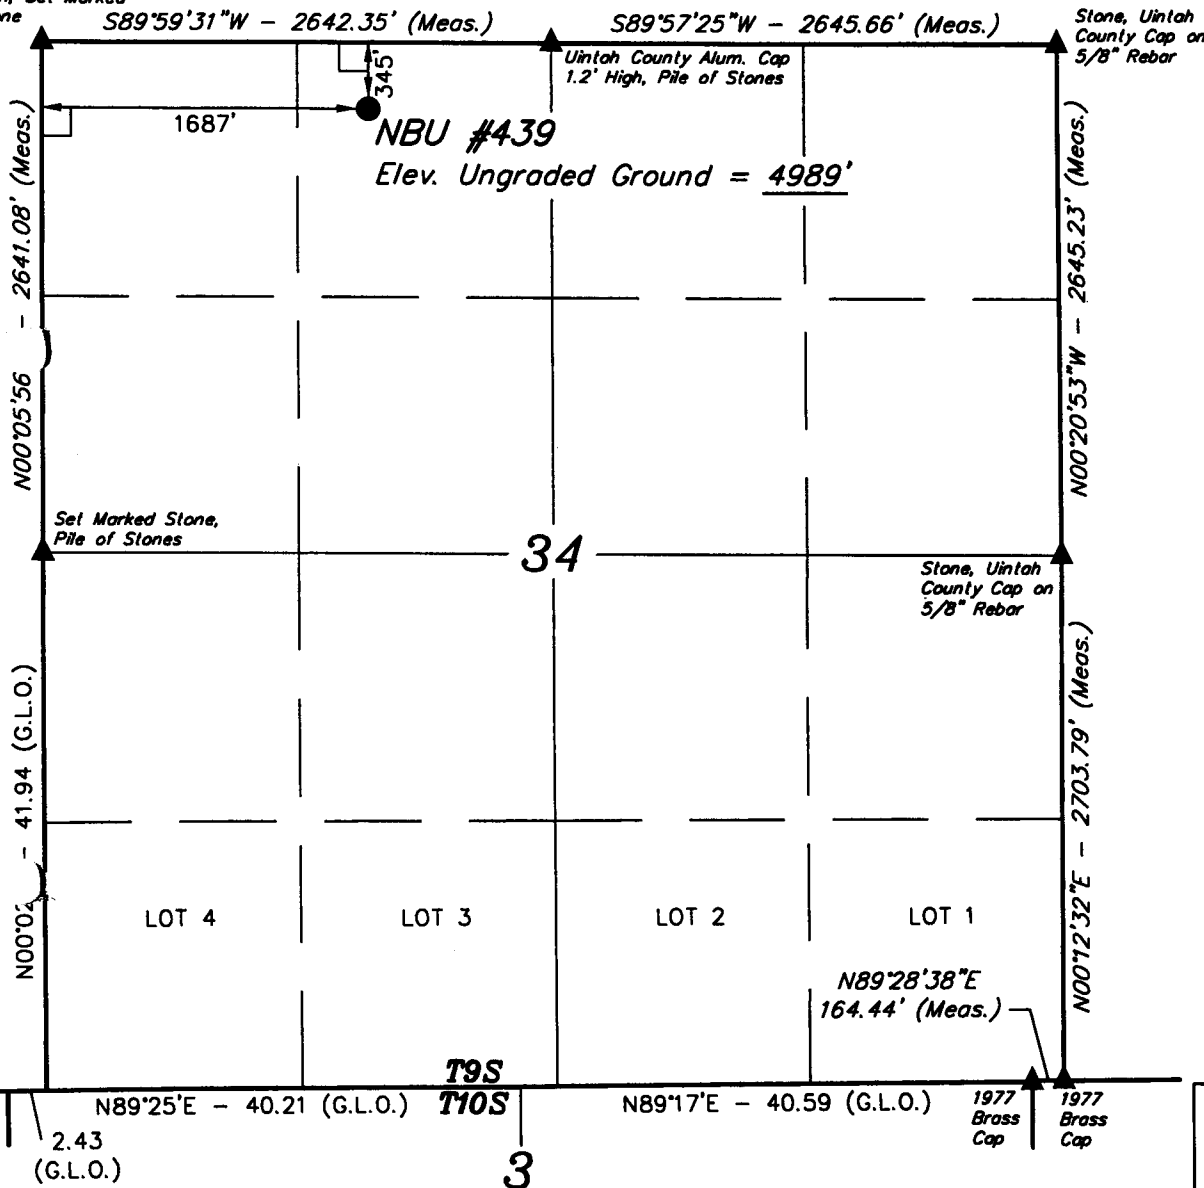 Set Marked
S89°59'31"W - 2642.35' (Meas.)
S89°57'25"W - 2645.66' (Meas.)
Stone, Uintah
County Cap on
5/8" Rebar
Uintah County Alum. Cap
1.2' High, Pile of Stones
345'
1687'
NBU #439
Elev. Ungraded Ground = 4989'
N00°05'56 - 2641.08' (Meas.)
N00°20'53"W - 2645.23' (Meas.)
Set Marked Stone,
Pile of Stones
34
Stone, Uintah
County Cap on
5/8" Rebar
- 41.94 (G.L.O.)
N00°12'32"E - 2703.79' (Meas.)
LOT 4
LOT 3
LOT 2
LOT 1
N89°28'38"E
164.44' (Meas.)
T9S
T10S
N89°25'E - 40.21 (G.L.O.)
N89°17'E - 40.59 (G.L.O.)
1977
Brass
Cap
1977
Brass
Cap
2.43
(G.L.O.)
3